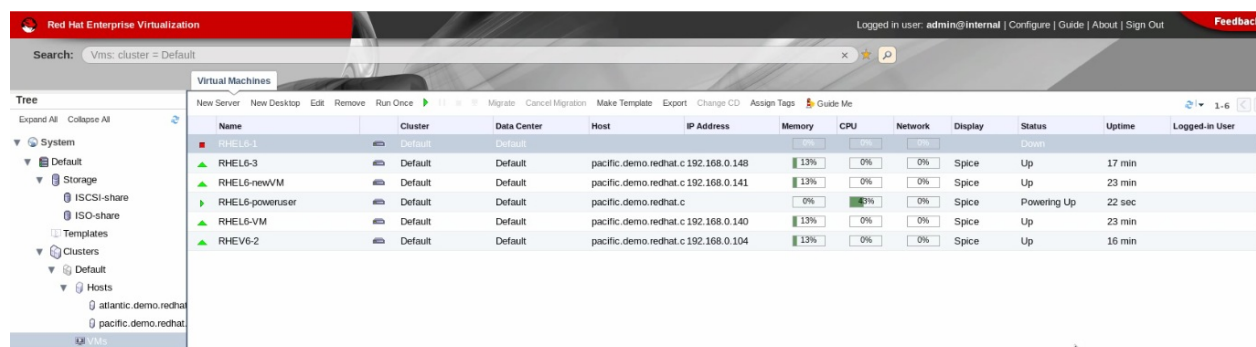 Red Hat Enterprise Virtualization
Logged in user: admin@internal | Configure | Guide | About | Sign Out
Feedbac
Search: Vms: cluster = Default
Virtual Machines
Tree
New Server New Desktop Edit Remove Run Once Migrate Cancel Migration Make Template Export Change CD Assign Tags Guide Me
1-6
Expand All Collapse All
Name Cluster Data Center Host IP Address Memory CPU Network Display Status Uptime Logged-in User
System
RHEL6-1 Default Default 0% 0% 0% Down
Default
RHEL6-3 Default Default pacific.demo.redhat.c 192.168.0.148 13% 0% 0% Spice Up 17 min
Storage
RHEL6-newVM Default Default pacific.demo.redhat.c 192.168.0.141 13% 0% 0% Spice Up 23 min
ISCSI-share
RHEL6-poweruser Default Default pacific.demo.redhat.c 0% 43% 0% Spice Powering Up 22 sec
ISO-share
RHEL6-VM Default Default pacific.demo.redhat.c 192.168.0.140 13% 0% 0% Spice Up 23 min
Templates
RHEV6-2 Default Default pacific.demo.redhat.c 192.168.0.104 13% 0% 0% Spice Up 16 min
Clusters
Default
Hosts
atlantic.demo.redhat
pacific.demo.redhat.
VMs